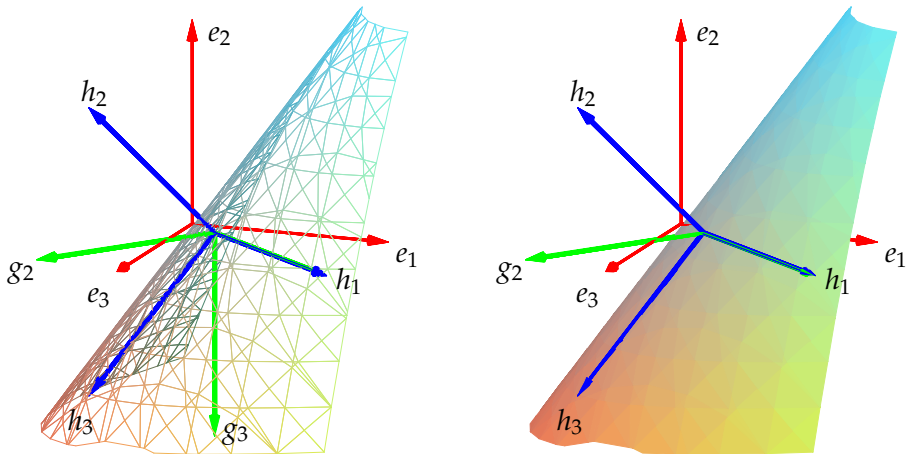 e₂
h₂
g₂
e₁
h₁
e₃
h₃
g₃
e₂
h₂
g₂
e₁
h₁
e₃
h₃